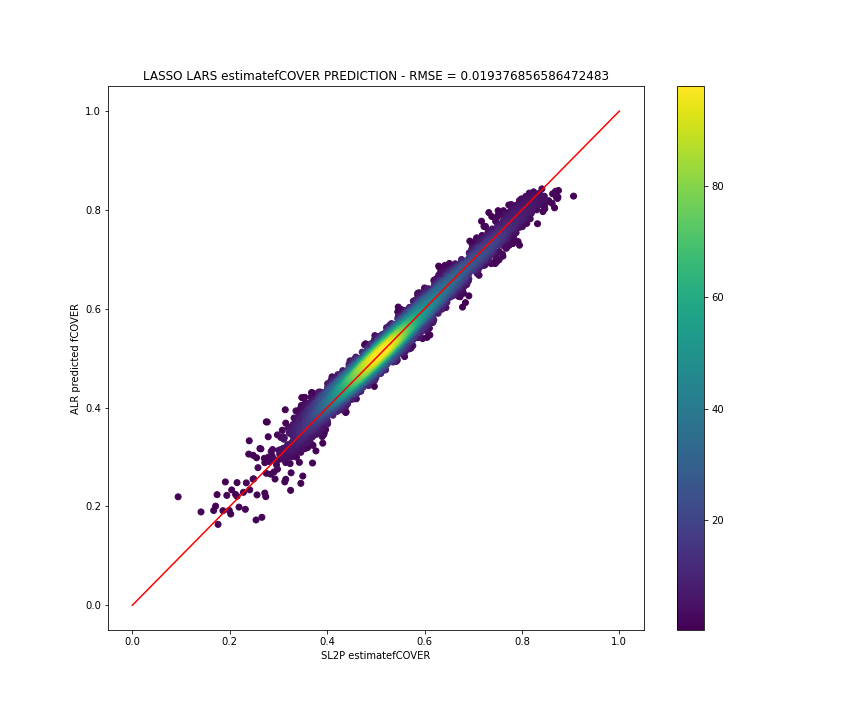 LASSO LARS estimatefCOVER PREDICTION - RMSE = 0.019376856586472483
1.0
0.8
0.6
0.4
0.2
0.0
ALR predicted fCOVER
0.0 0.2 0.4 0.6 0.8 1.0
SL2P estimatefCOVER
80
60
40
20